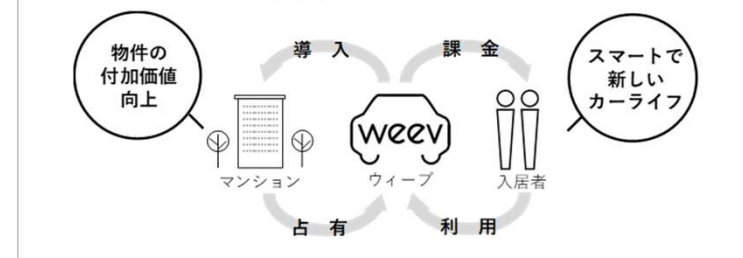 物件の
付加価値
向上
導 入
課 金
スマートで
新しい
カーライフ
weev
マンション
ウィーブ
入居者
占 有
利 用